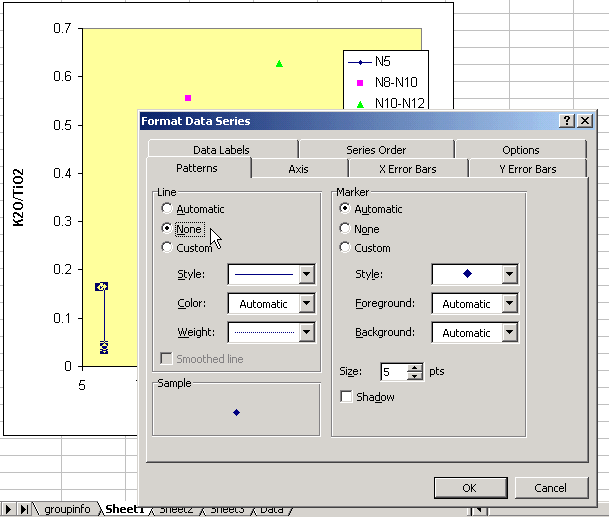 0.7
0.6
0.5
0.4
0.3
0.2
0.1
0
5
K2O/TiO2
N5
N8-N10
N10-N12
Format Data Series
Data Labels
Series Order
Options
Patterns
Axis
X Error Bars
Y Error Bars
Line
Automatic
None
Custom
Style:
Color: Automatic
Weight:
Smoothed line
Sample
Marker
Automatic
None
Custom
Style:
Foreground: Automatic
Background: Automatic
Size: 5 pts
Shadow
OK
Cancel
groupinfo Sheet1 Sheet2 Sheet3 Data